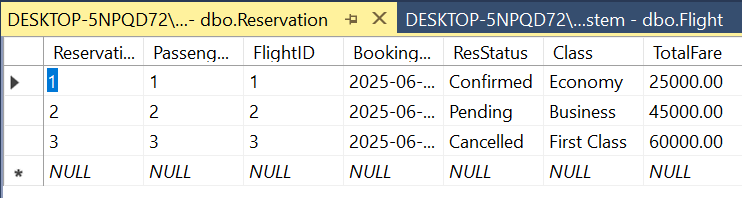 DESKTOP-5NPQD72\...- dbo.Reservation DESKTOP-5NPQD72\...stem - dbo.Flight
Reservati... Passeng... FlightID Booking... ResStatus Class TotalFare
1 1 1 2025-06-... Confirmed Economy 25000.00
2 2 2 2025-06-... Pending Business 45000.00
3 3 3 2025-06-... Cancelled First Class 60000.00
NULL NULL NULL NULL NULL NULL NULL